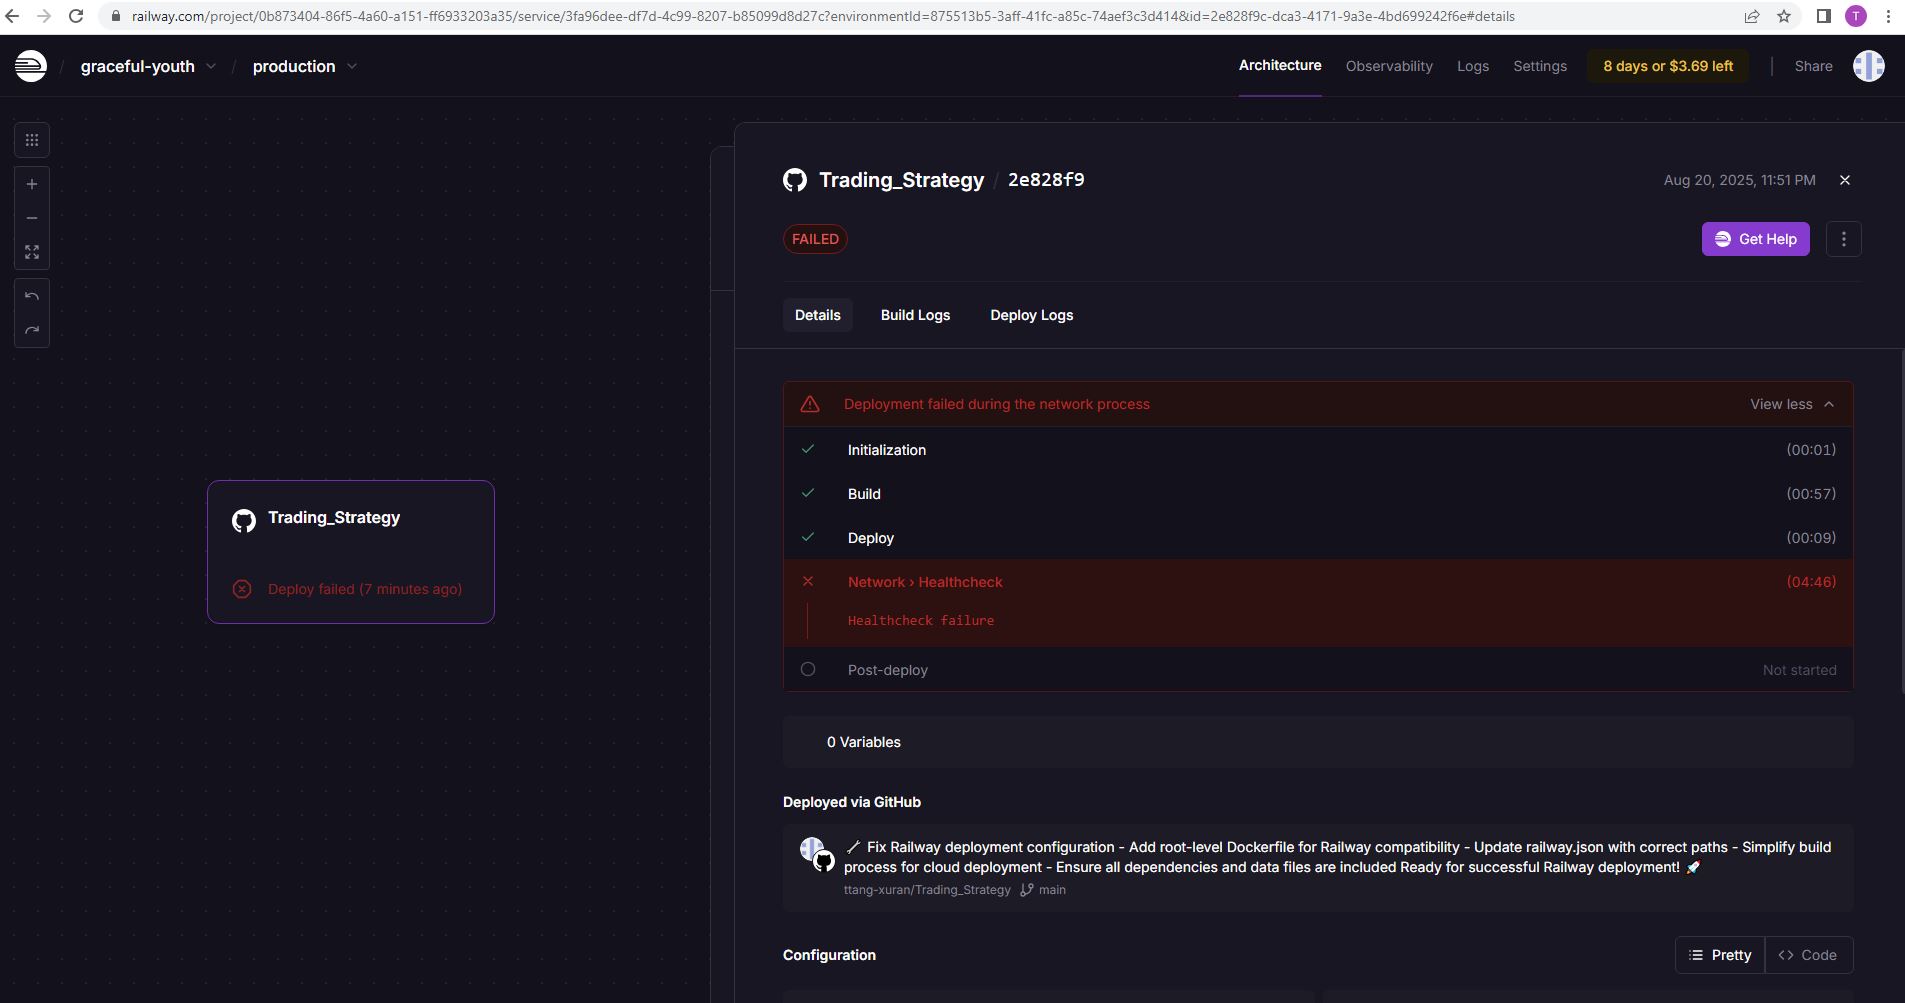 railway.com/project/0b873404-86f5-4a60-a151-ff6933203a35/service/3fa96dee-df7d-4c99-8207-b85099d8d27c?environmentId=875513b5-3aff-41fc-a85c-74aef3c3d414&id=2e828f9c-dca3-4171-9a3e-4bd699242f6e#details
T
/ graceful-youth / production
Architecture Observability Logs Settings 8 days or $3.69 left | Share
Trading_Strategy / 2e828f9
Aug 20, 2025, 11:51 PM
FAILED
Get Help
Details Build Logs Deploy Logs
Deployment failed during the network process View less
Initialization (00:01)
Build (00:57)
Deploy (00:09)
Network › Healthcheck (04:46)
Healthcheck failure
Post-deploy Not started
Trading_Strategy
Deploy failed (7 minutes ago)
0 Variables
Deployed via GitHub
🔧 Fix Railway deployment configuration - Add root-level Dockerfile for Railway compatibility - Update railway.json with correct paths - Simplify build
process for cloud deployment - Ensure all dependencies and data files are included Ready for successful Railway deployment! 🚀
ttang-xuran/Trading_Strategy main
Configuration
Pretty <> Code